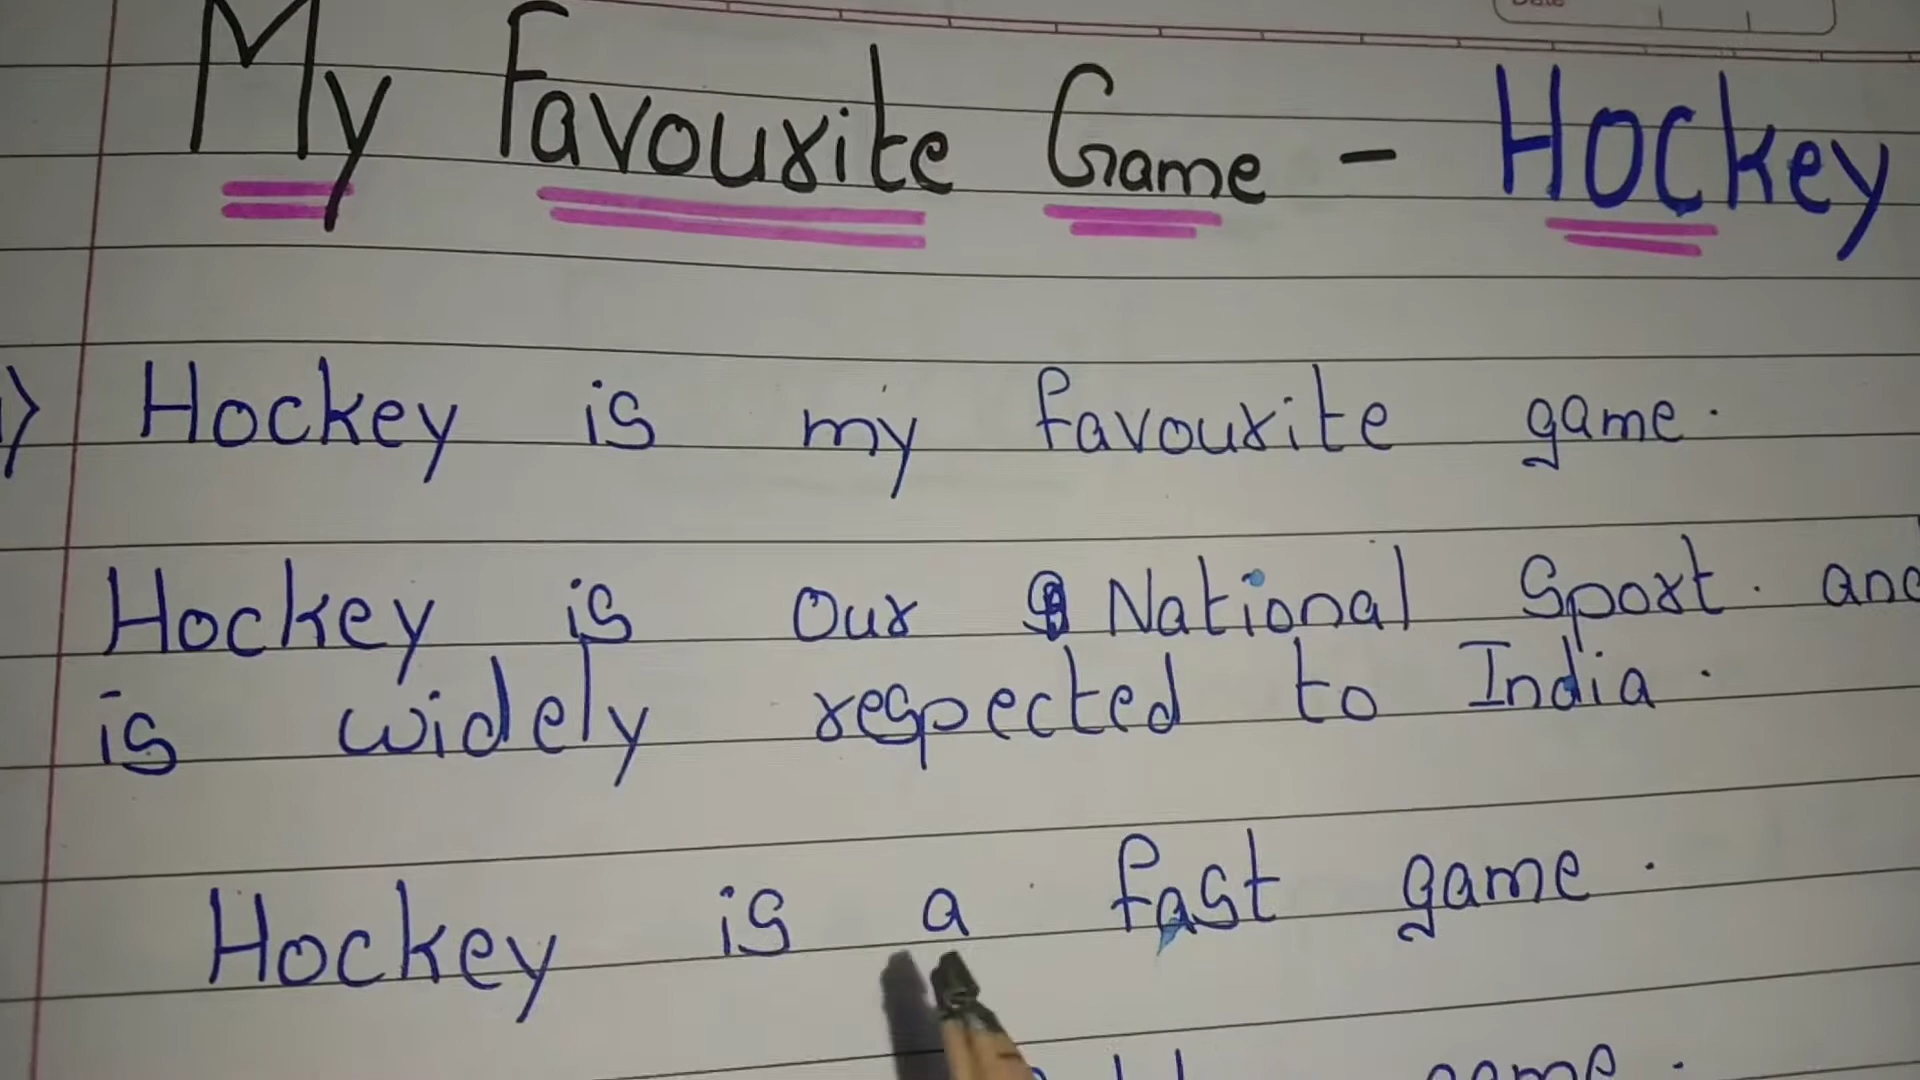 My Favourite Game - Hockey
Hockey is my favourite game.
Hockey is our National Sport. and
is widely respected to India.
Hockey is a fast game.
game.